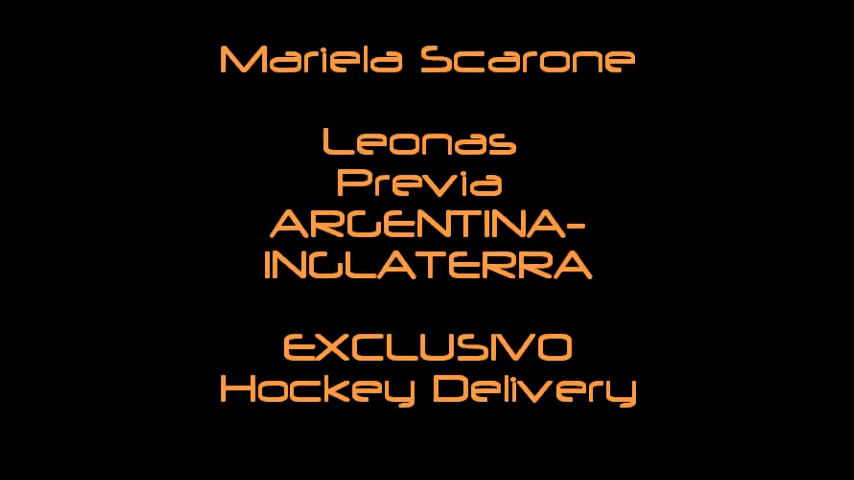 Mariela Scarone
Leonas
Previa
ARGENTINA-
INGLATERRA
EXCLUSIVO
Hockey Delivery